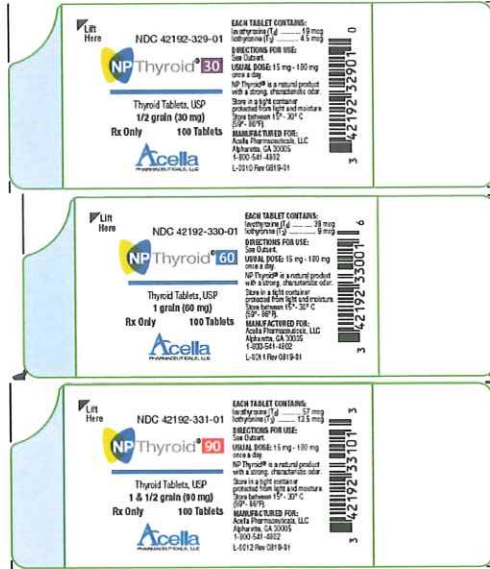 Lift
Here
NDC 42192-329-01
NP Thyroid® 30
Thyroid Tablets, USP
1/2 grain (30 mg)
Rx Only 100 Tablets
Acella
PHARMACEUTICALS, LLC
EACH TABLET CONTAINS:
levothyroxine (T4) ......... 19 mcg
liothyronine (T3) .......... 4.5 mcg
DIRECTIONS FOR USE:
See Outsert.
USUAL DOSE: 15 mg - 180 mg
once a day.
NP Thyroid® is a natural product
with a strong, characteristic odor.
Store in a tight container
protected from light and moisture.
Store between 15° - 30° C
(59° - 86°F).
MANUFACTURED FOR:
Acella Pharmaceuticals, LLC
Alpharetta, GA 30005
1-800-541-4802
L-0010 Rev 0819-01
3 42192 32901 0
Lift
Here
NDC 42192-330-01
NP Thyroid® 60
Thyroid Tablets, USP
1 grain (60 mg)
Rx Only 100 Tablets
Acella
PHARMACEUTICALS, LLC
EACH TABLET CONTAINS:
levothyroxine (T4) ......... 38 mcg
liothyronine (T3) .......... 9 mcg
DIRECTIONS FOR USE:
See Outsert.
USUAL DOSE: 15 mg - 180 mg
once a day.
NP Thyroid® is a natural product
with a strong, characteristic odor.
Store in a tight container
protected from light and moisture.
Store between 15° - 30° C
(59° - 86°F).
MANUFACTURED FOR:
Acella Pharmaceuticals, LLC
Alpharetta, GA 30005
1-800-541-4802
L-0011 Rev 0819-01
3 42192 33001 6
Lift
Here
NDC 42192-331-01
NP Thyroid® 90
Thyroid Tablets, USP
1 & 1/2 grain (90 mg)
Rx Only 100 Tablets
Acella
PHARMACEUTICALS, LLC
EACH TABLET CONTAINS:
levothyroxine (T4) ......... 57 mcg
liothyronine (T3) .......... 13.5 mcg
DIRECTIONS FOR USE:
See Outsert.
USUAL DOSE: 15 mg - 180 mg
once a day.
NP Thyroid® is a natural product
with a strong, characteristic odor.
Store in a tight container
protected from light and moisture.
Store between 15° - 30° C
(59° - 86°F).
MANUFACTURED FOR:
Acella Pharmaceuticals, LLC
Alpharetta, GA 30005
1-800-541-4802
L-0012 Rev 0819-01
3 42192 33101 3